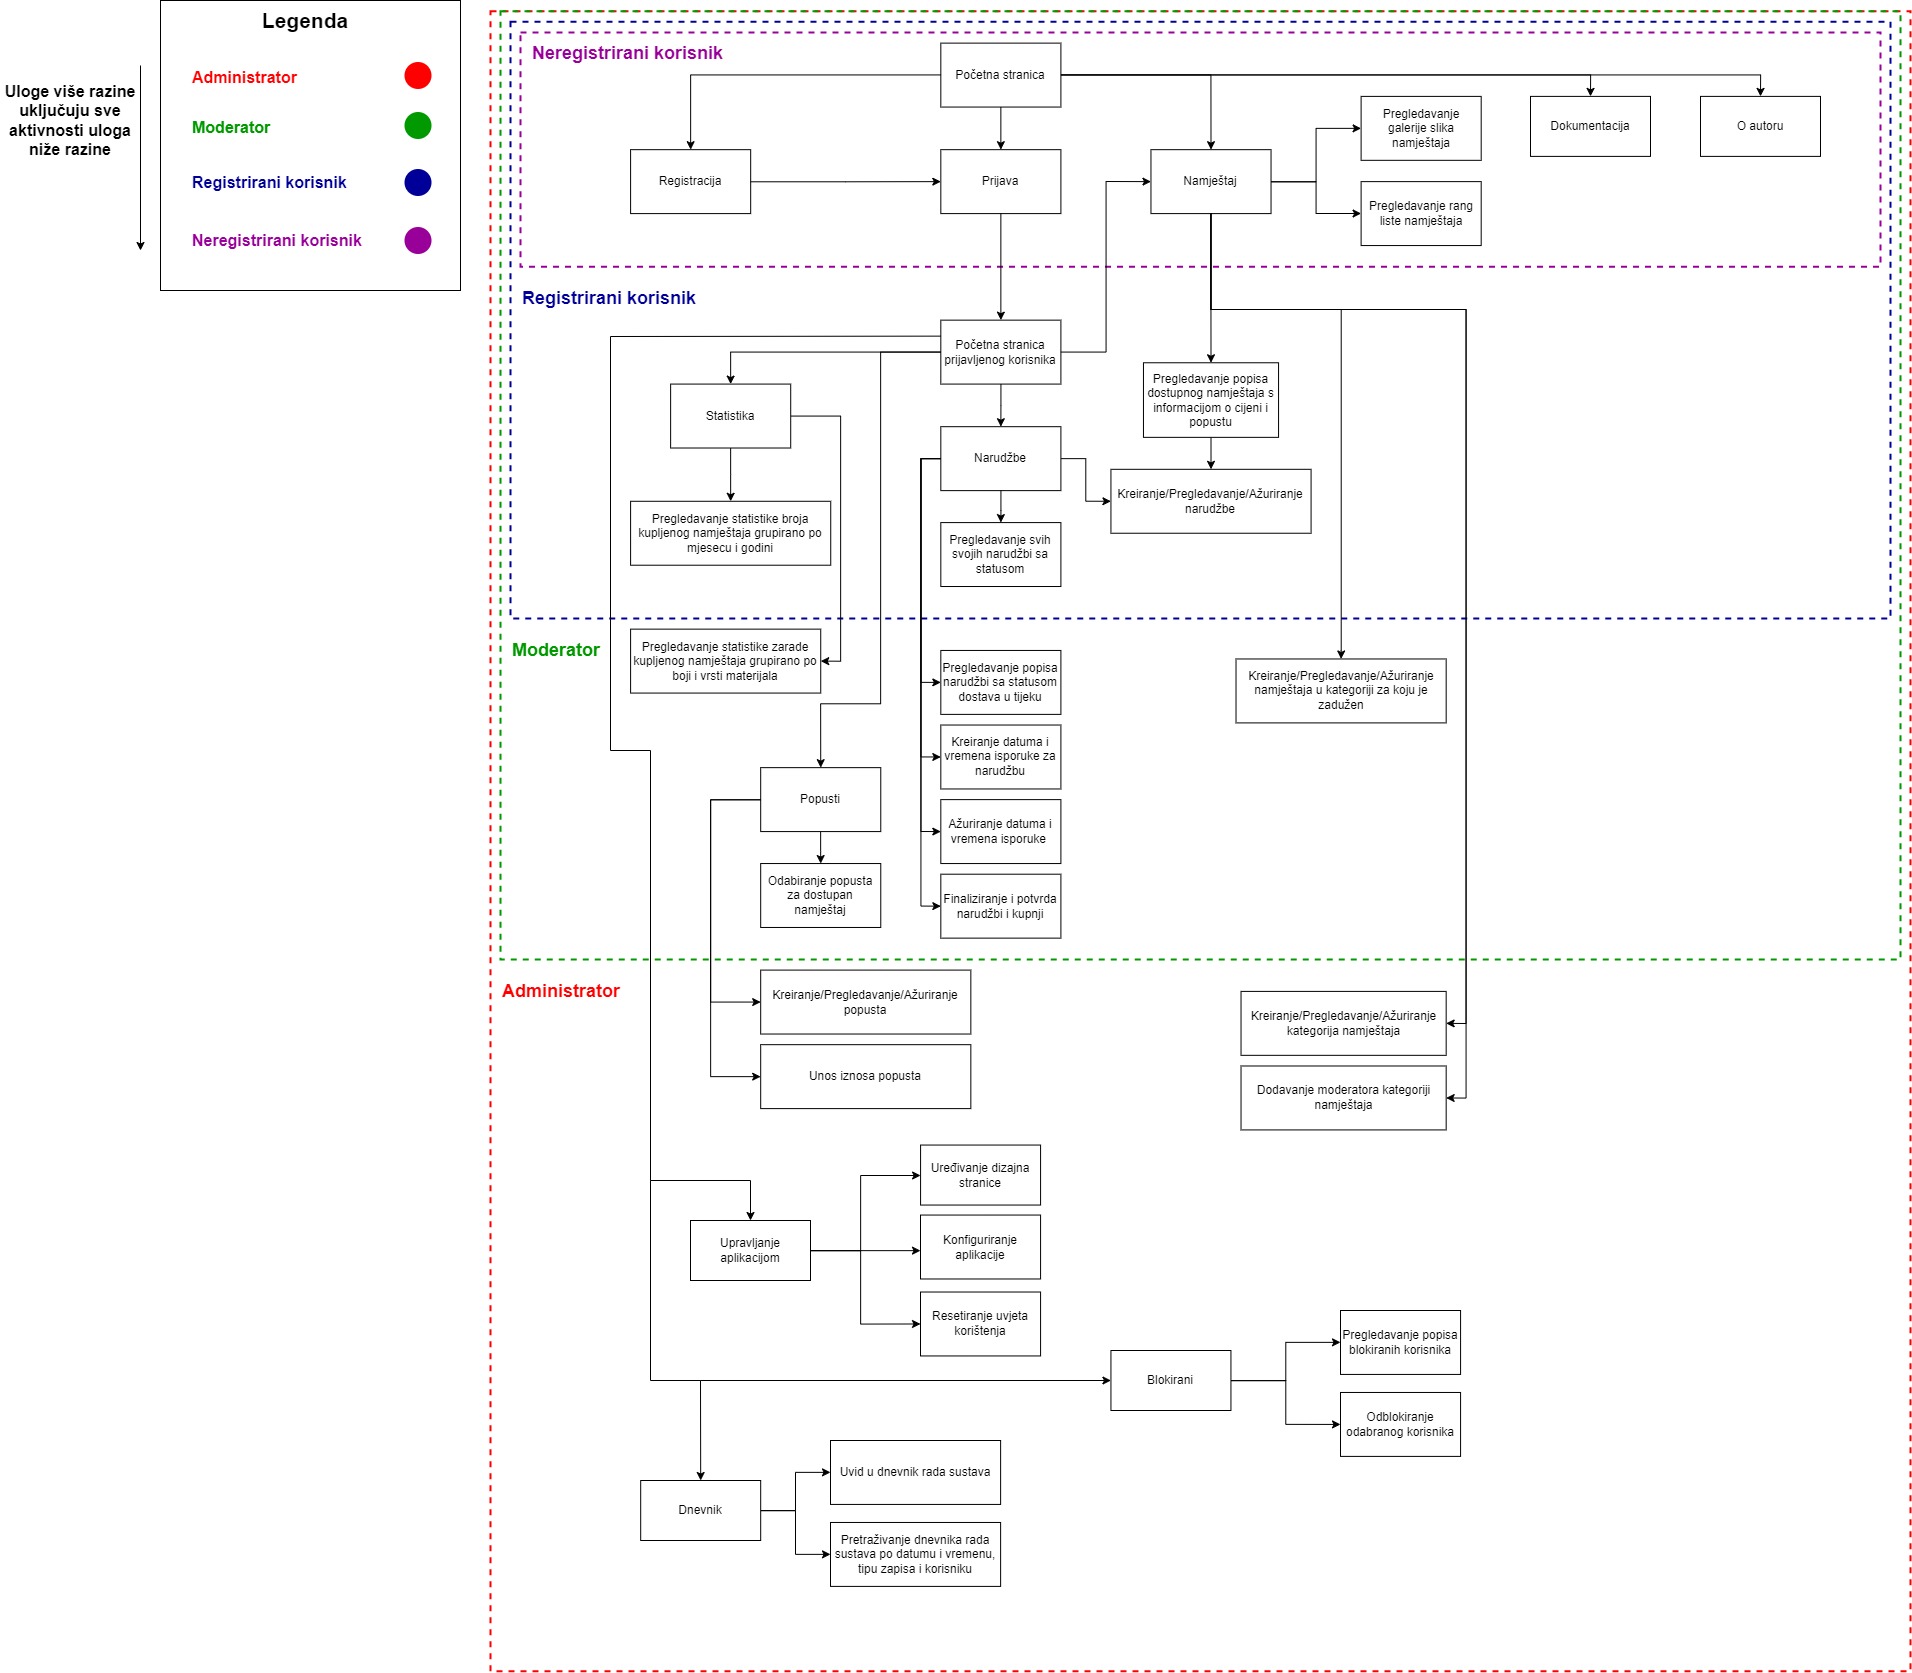 Legenda
Administrator
Moderator
Registrirani korisnik
Neregistrirani korisnik
Uloge više razine
uključuju sve
aktivnosti uloga
niže razine
Neregistrirani korisnik
Početna stranica
Registracija
Prijava
Namještaj
Pregledavanje
galerije slika
namještaja
Pregledavanje rang
liste namještaja
Dokumentacija
O autoru
Registrirani korisnik
Početna stranica
prijavljenog korisnika
Statistika
Pregledavanje statistike broja
kupljenog namještaja grupirano po
mjesecu i godini
Narudžbe
Pregledavanje svih
svojih narudžbi sa
statusom
Pregledavanje popisa
dostupnog namještaja s
informacijom o cijeni i
popustu
Kreiranje/Pregledavanje/Ažuriranje
narudžbe
Moderator
Pregledavanje statistike zarade
kupljenog namještaja grupirano po
boji i vrsti materijala
Pregledavanje popisa
narudžbi sa statusom
dostava u tijeku
Kreiranje datuma i
vremena isporuke za
narudžbu
Ažuriranje datuma i
vremena isporuke
Finaliziranje i potvrda
narudžbi i kupnji
Kreiranje/Pregledavanje/Ažuriranje
namještaja u kategoriji za koju je
zadužen
Popusti
Odabiranje popusta
za dostupan
namještaj
Administrator
Kreiranje/Pregledavanje/Ažuriranje
popusta
Unos iznosa popusta
Kreiranje/Pregledavanje/Ažuriranje
kategorija namještaja
Dodavanje moderatora kategoriji
namještaja
Upravljanje
aplikacijom
Uređivanje dizajna
stranice
Konfiguriranje
aplikacije
Resetiranje uvjeta
korištenja
Blokirani
Pregledavanje popisa
blokiranih korisnika
Odblokiranje
odabranog korisnika
Dnevnik
Uvid u dnevnik rada sustava
Pretraživanje dnevnika rada
sustava po datumu i vremenu,
tipu zapisa i korisniku